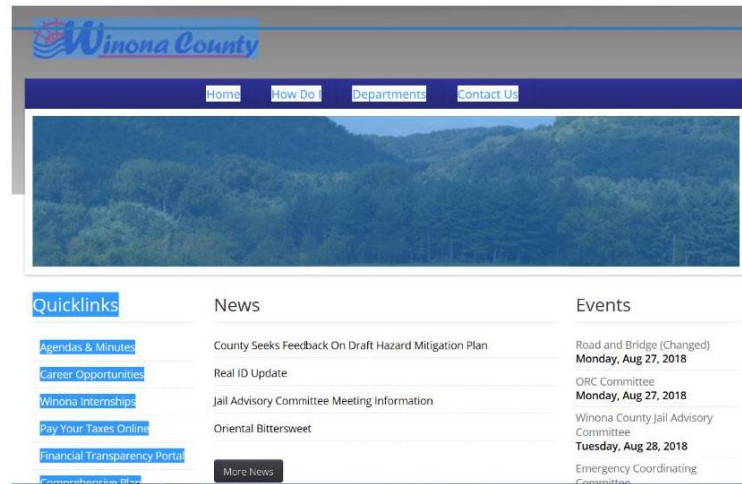 Winona County
Home How Do I Departments Contact Us
Quicklinks
Agendas & Minutes
Career Opportunities
Winona Internships
Pay Your Taxes Online
Financial Transparency Portal
Comprehensive Plan
News
County Seeks Feedback On Draft Hazard Mitigation Plan
Real ID Update
Jail Advisory Committee Meeting Information
Oriental Bittersweet
More News
Events
Road and Bridge (Changed)
Monday, Aug 27, 2018
ORC Committee
Monday, Aug 27, 2018
Winona County Jail Advisory
Committee
Tuesday, Aug 28, 2018
Emergency Coordinating
Committee